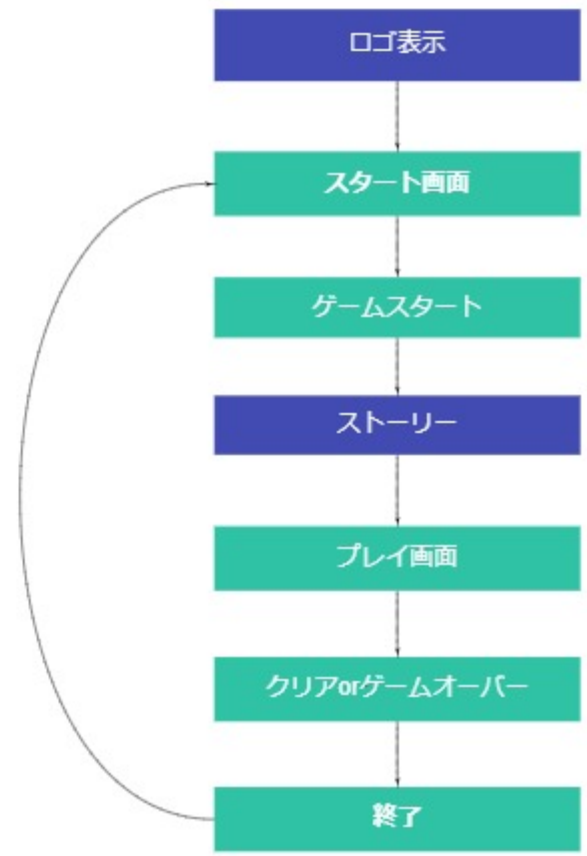 ロゴ表示
スタート画面
ゲームスタート
ストーリー
プレイ画面
クリアorゲームオーバー
終了